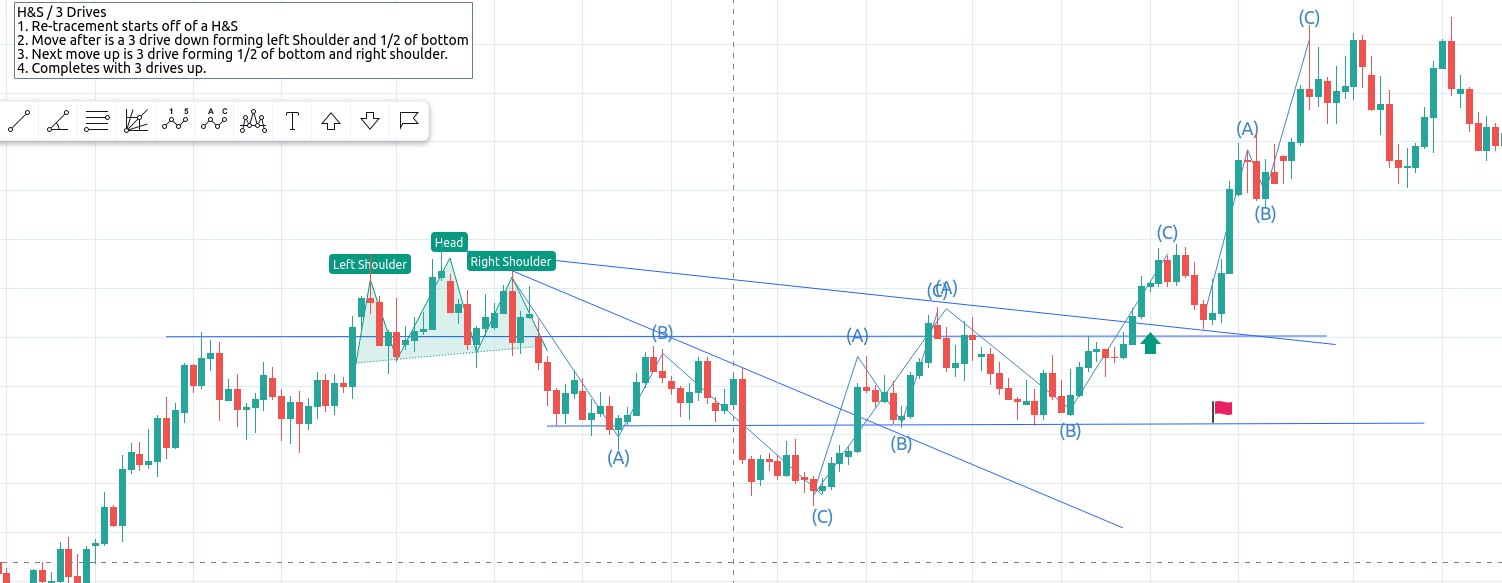 H&S / 3 Drives
1. Re-tracement starts off of a H&S
2. Move after is a 3 drive down forming left Shoulder and 1/2 of bottom
3. Next move up is 3 drive forming 1/2 of bottom and right shoulder.
4. Completes with 3 drives up.
1 5
A C
T
(C)
(A)
(B)
(C)
Head
Left Shoulder
Right Shoulder
(C)
(A)
(B)
(A)
(B)
(B)
(A)
(C)